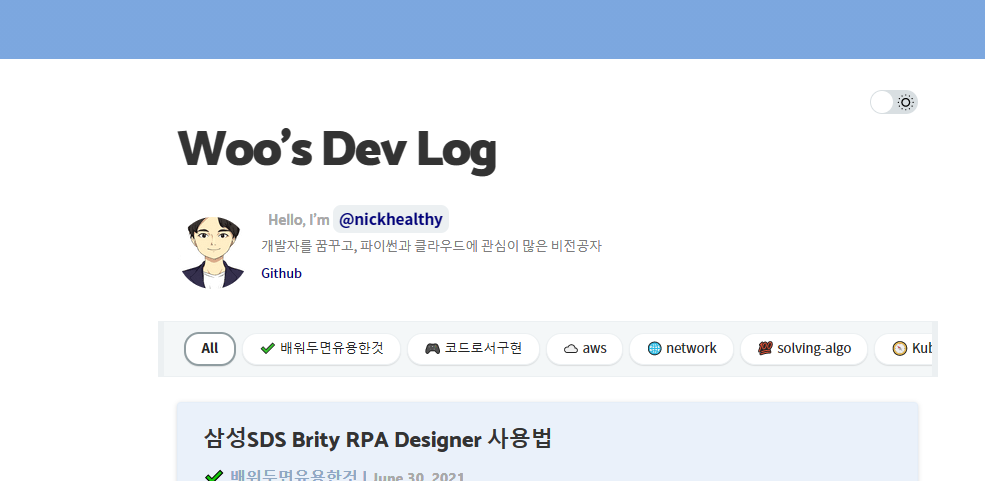 Woo's Dev Log
Hello, I'm @nickhealthy
개발자를 꿈꾸고, 파이썬과 클라우드에 관심이 많은 비전공자
Github
All ✔ 배워두면유용한것 🎮 코드로서구현 ☁ aws 🌐 network 💯 solving-algo 🧭 Kub
삼성SDS Brity RPA Designer 사용법
✔ 배워두면유용한것 | June 30, 2021